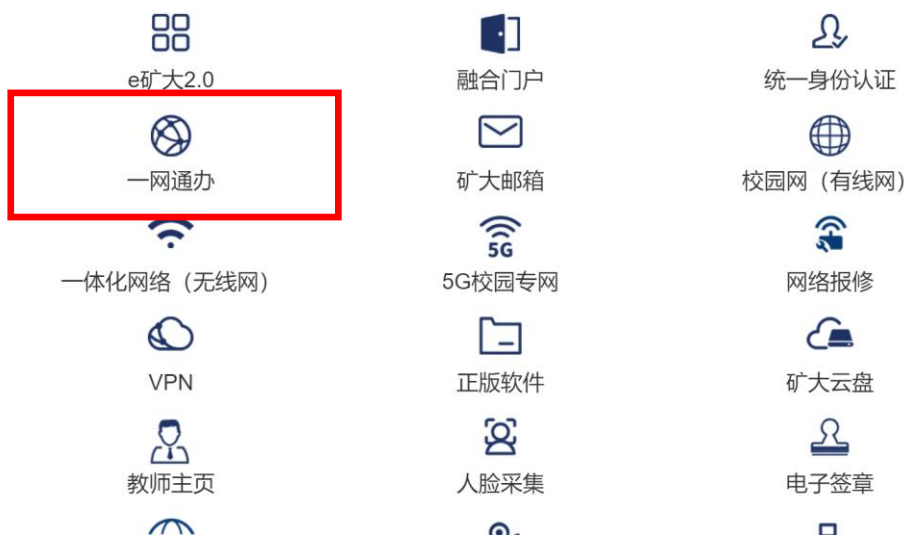 e矿大2.0
融合门户
统一身份认证
一网通办
矿大邮箱
校园网（有线网）
5G
一体化网络（无线网）
5G校园专网
网络报修
VPN
正版软件
矿大云盘
教师主页
人脸采集
电子签章